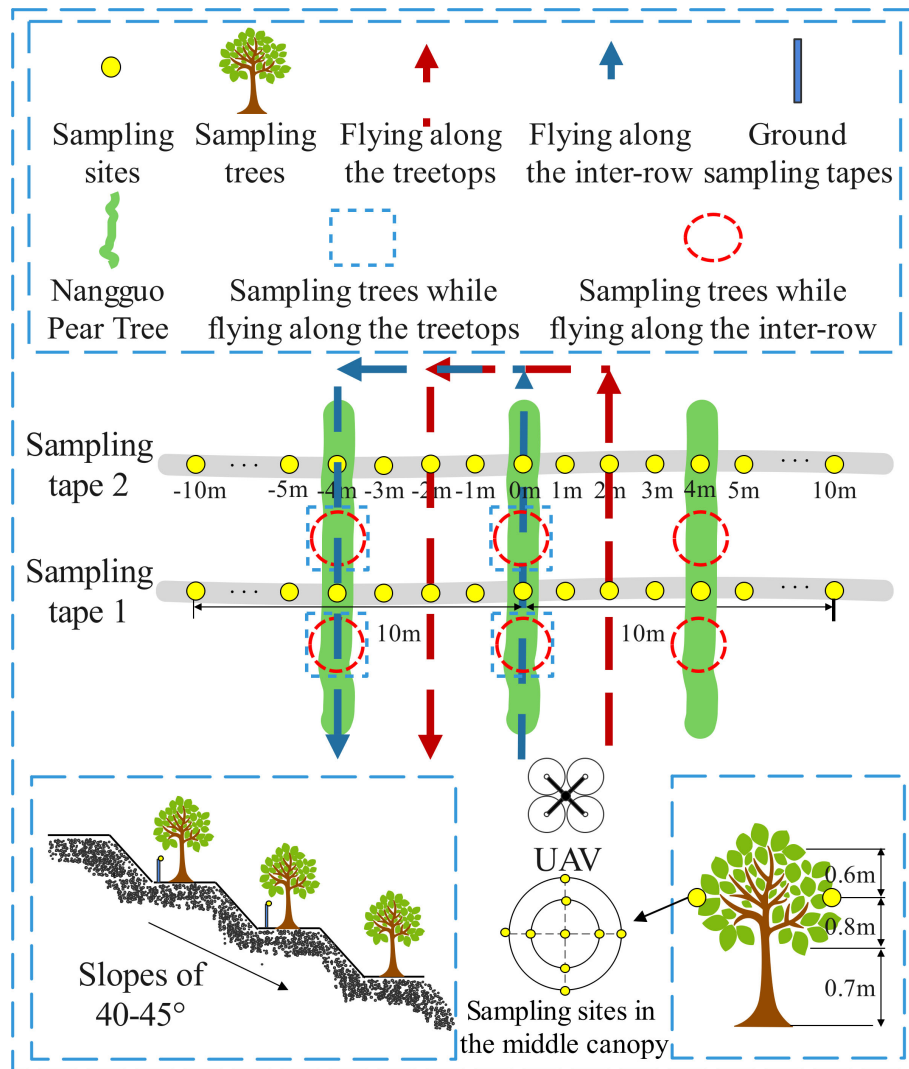 Sampling sites
Sampling trees
Flying along the treetops
Flying along the inter-row
Ground sampling tapes
Nangguo Pear Tree
Sampling trees while flying along the treetops
Sampling trees while flying along the inter-row
Sampling tape 2
-10m ··· -5m -4m -3m -2m -1m 0m 1m 2m 3m 4m 5m ··· 10m
Sampling tape 1
··· ···
10m 10m
Slopes of 40-45°
UAV
Sampling sites in the middle canopy
0.6m
0.8m
0.7m